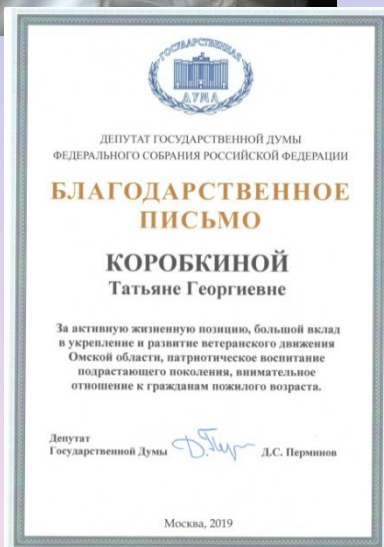 ГОСУДАРСТВЕННАЯ
ДУМА
ДЕПУТАТ ГОСУДАРСТВЕННОЙ ДУМЫ
ФЕДЕРАЛЬНОГО СОБРАНИЯ РОССИЙСКОЙ ФЕДЕРАЦИИ
БЛАГОДАРСТВЕННОЕ
ПИСЬМО
КОРОБКИНОЙ
Татьяне Георгиевне
За активную жизненную позицию, большой вклад
в укрепление и развитие ветеранского движения
Омской области, патриотическое воспитание
подрастающего поколения, внимательное
отношение к гражданам пожилого возраста.
Депутат
Государственной Думы Д.С. Перминов
Москва, 2019